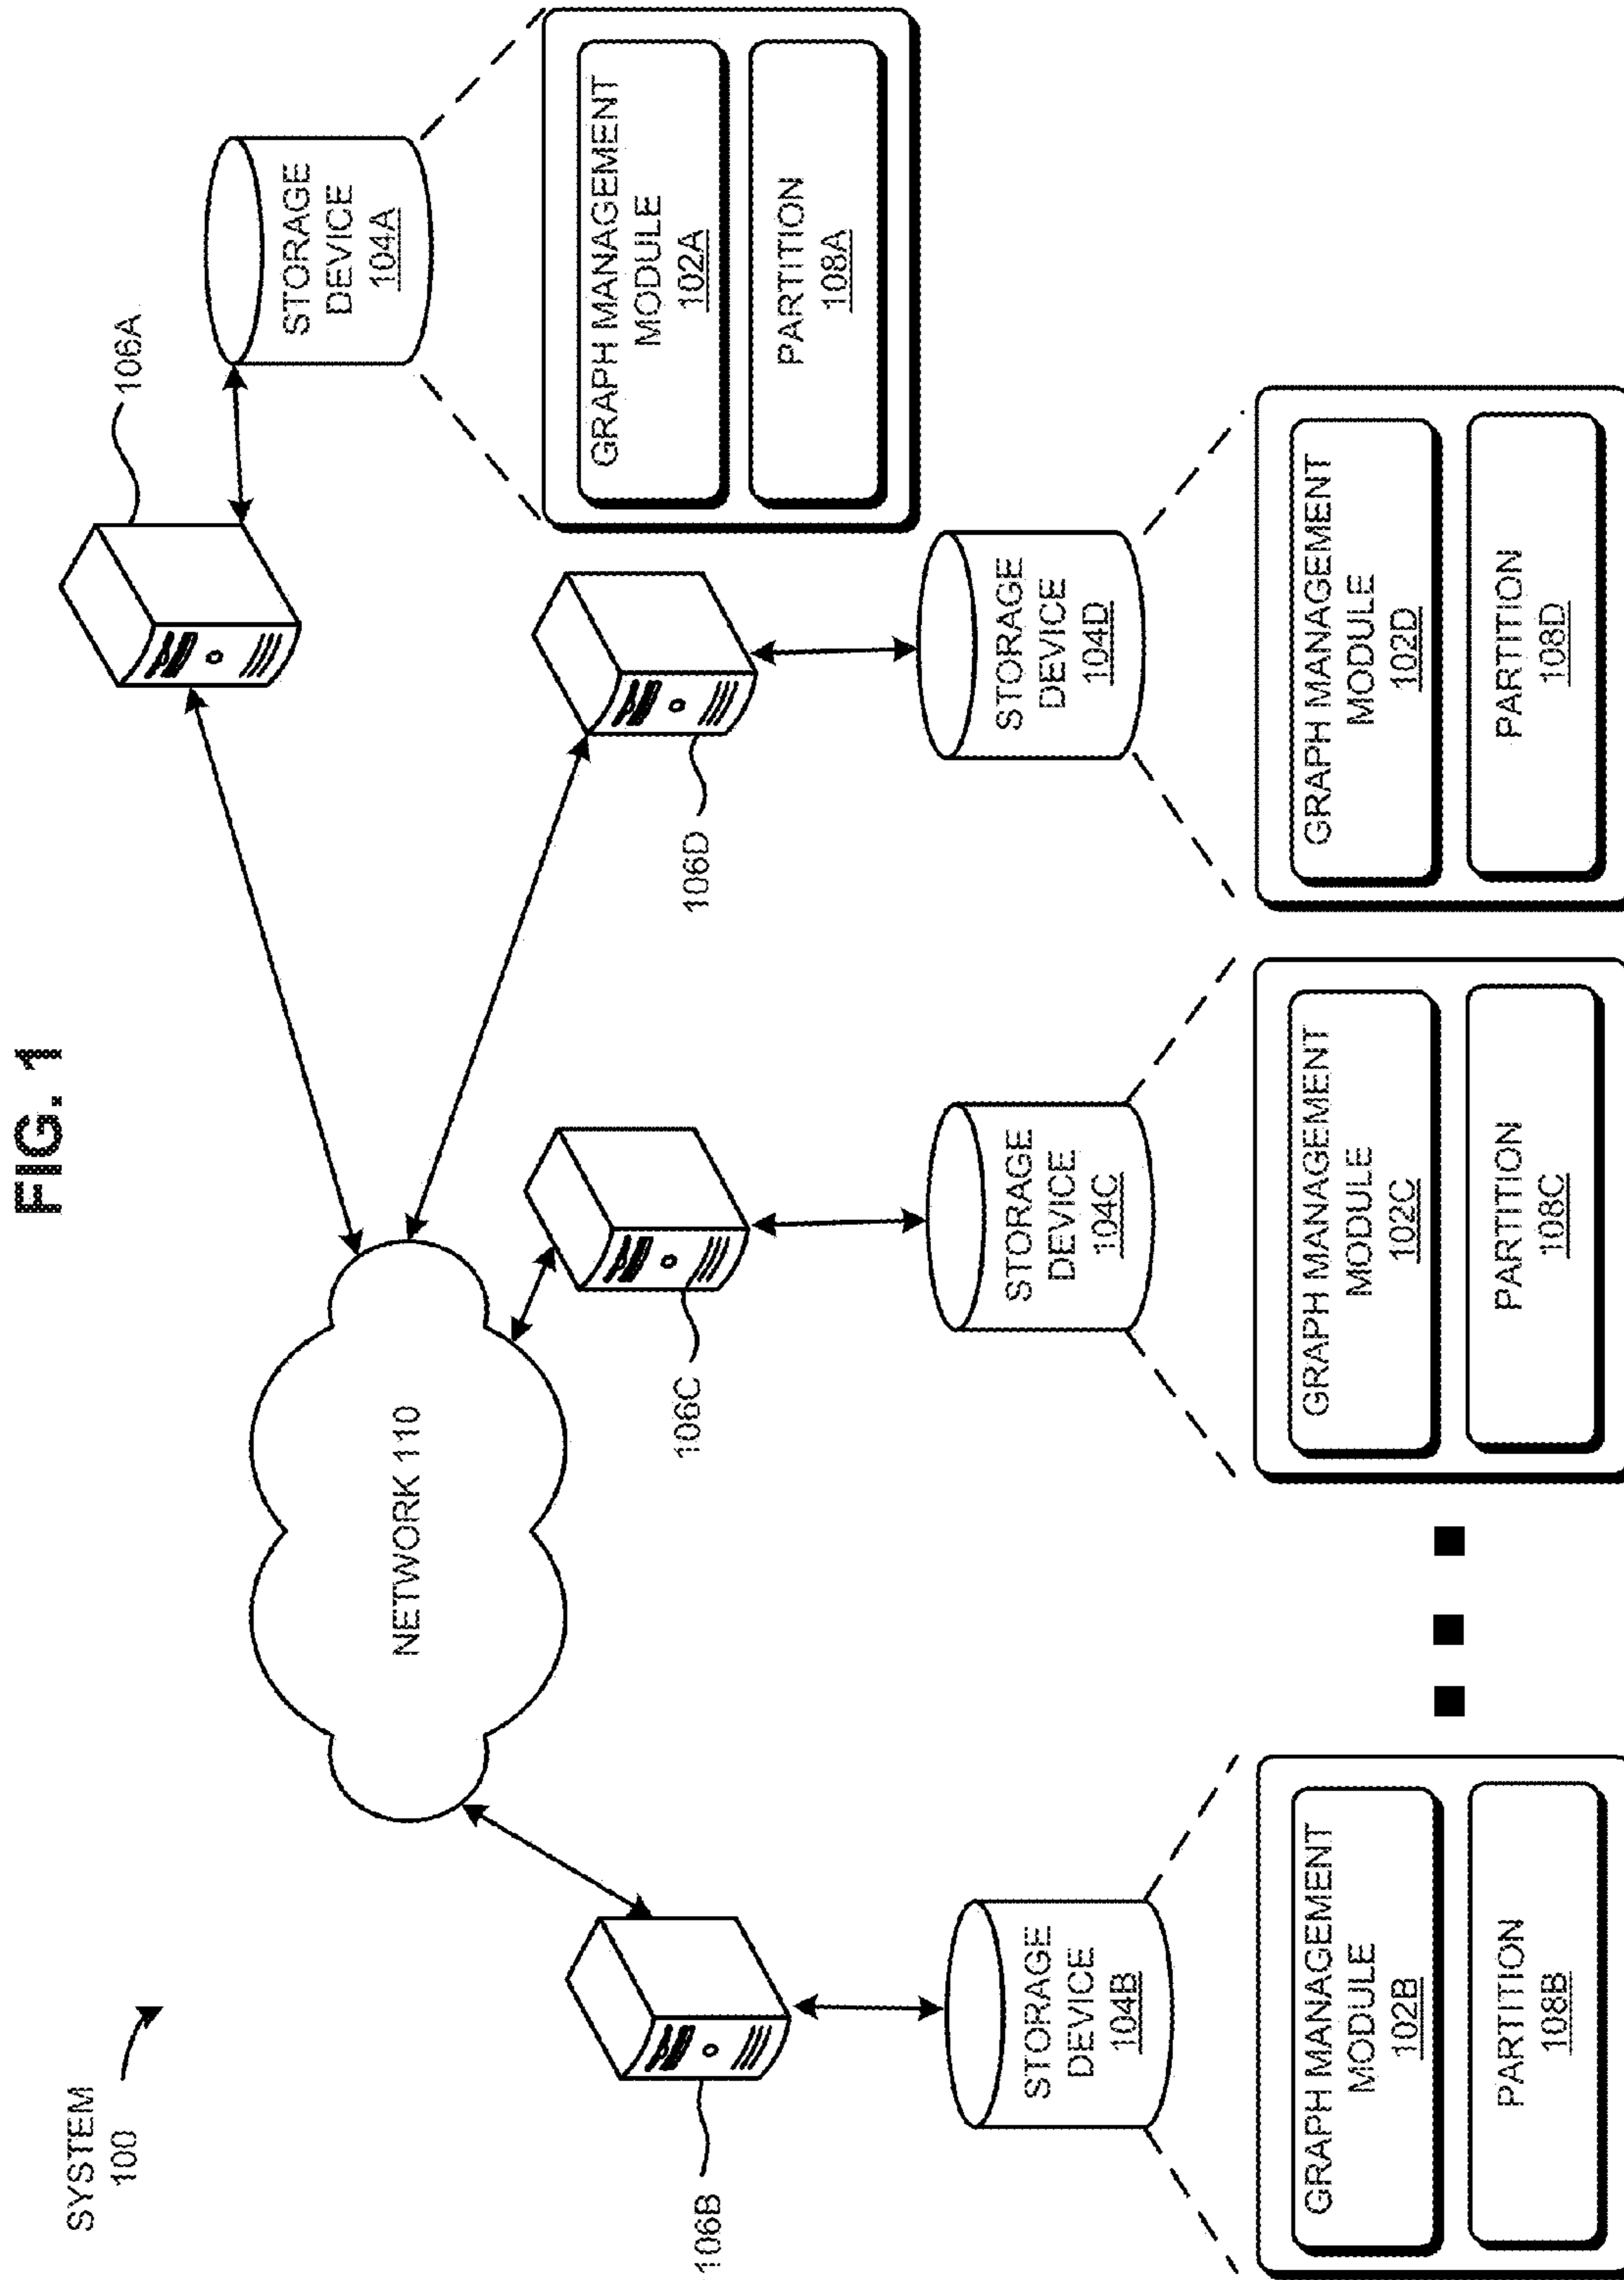 FIG. 1
SYSTEM
100
NETWORK 110
106A
STORAGE
DEVICE
104A
GRAPH MANAGEMENT
MODULE
102A
PARTITION
108A
106B
STORAGE
DEVICE
104B
GRAPH MANAGEMENT
MODULE
102B
PARTITION
108B
106C
STORAGE
DEVICE
104C
GRAPH MANAGEMENT
MODULE
102C
PARTITION
108C
106D
STORAGE
DEVICE
104D
GRAPH MANAGEMENT
MODULE
102D
PARTITION
108D